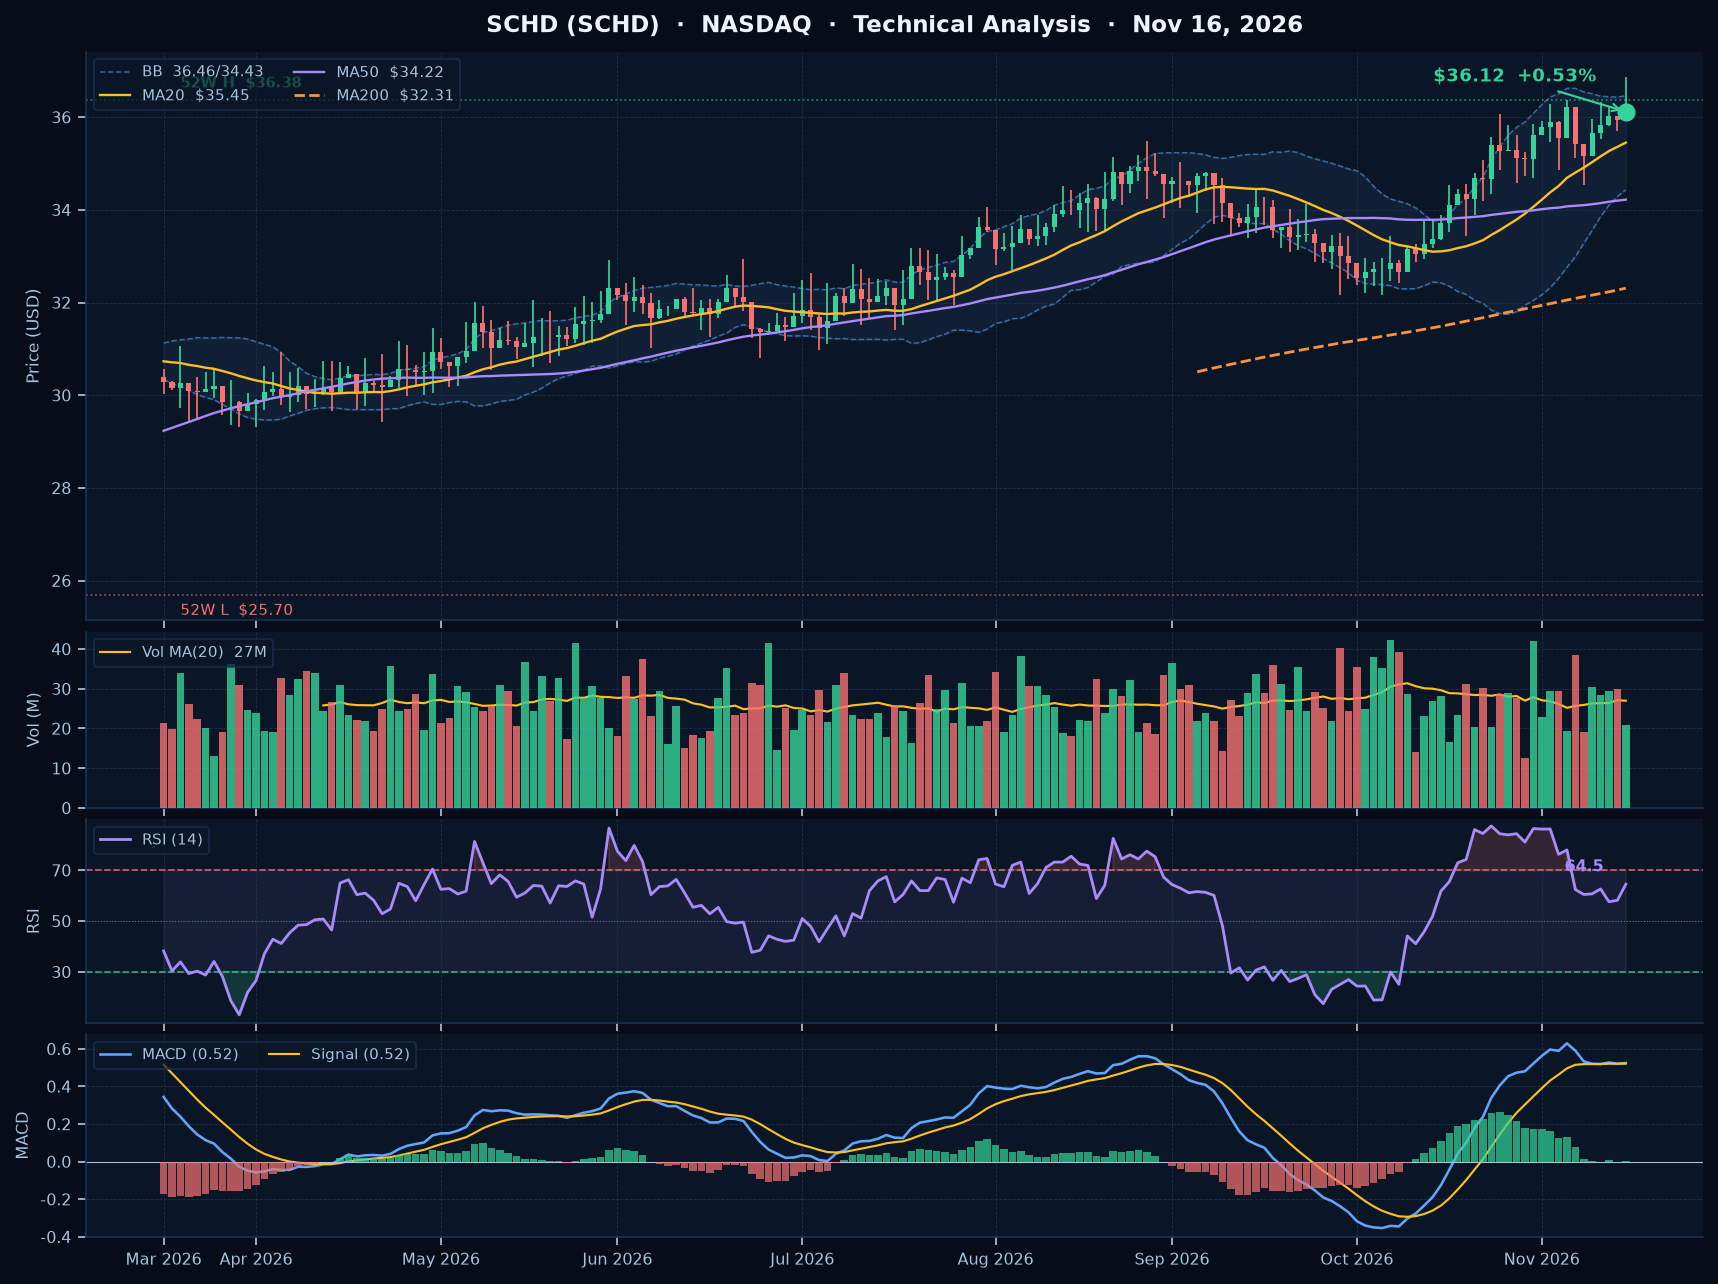 SCHD (SCHD) · NASDAQ · Technical Analysis · Nov 16, 2026
BB 36.46/34.43
MA50 $34.22
52W H $36.38
MA20 $35.45
MA200 $32.31
$36.12 +0.53%
36
34
32
30
28
26
Price (USD)
52W L $25.70
Vol MA(20) 27M
40
30
20
10
0
Vol (M)
RSI (14)
64.5
70
50
30
RSI
MACD (0.52)
Signal (0.52)
0.6
0.4
0.2
0.0
-0.2
-0.4
MACD
Mar 2026
Apr 2026
May 2026
Jun 2026
Jul 2026
Aug 2026
Sep 2026
Oct 2026
Nov 2026